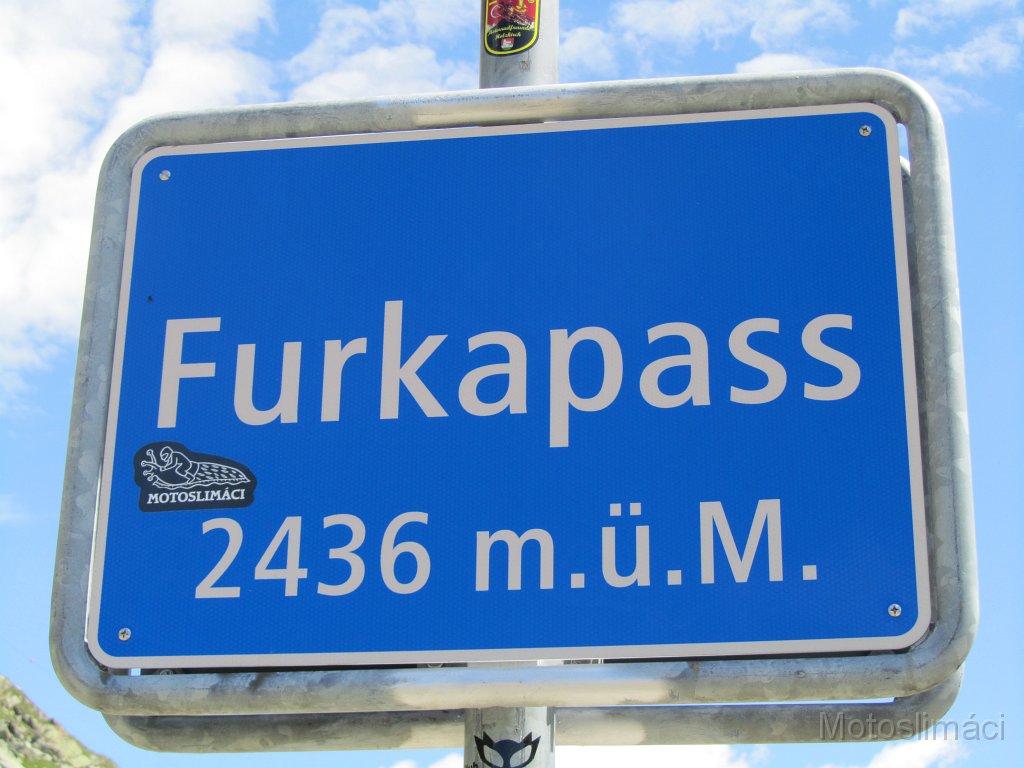 Furkapass
MOTOSLIMÁCI
2436 m.ü.M.
Motoslimáci